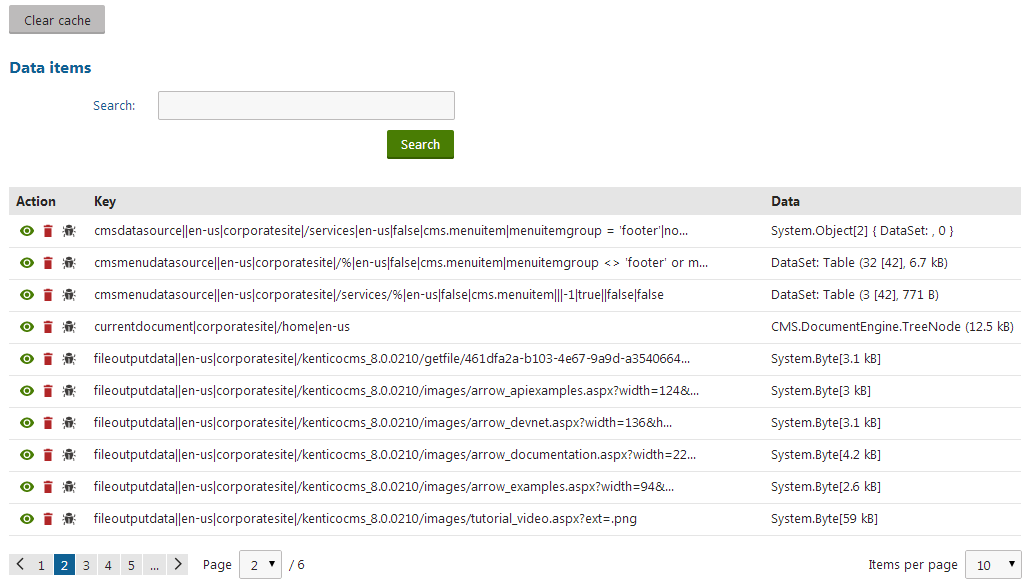 Clear cache
Data items
Search:
Search
Action Key Data
cmsdatasource||en-us|corporatesite|/services|en-us|false|cms.menuitem|menuitemgroup = 'footer'|no... System.Object[2] { DataSet: , 0 }
cmsmenudatasource||en-us|corporatesite|/%|en-us|false|cms.menuitem|menuitemgroup <> 'footer' or m... DataSet: Table (32 [42], 6.7 kB)
cmsmenudatasource||en-us|corporatesite|/services/%|en-us|false|cms.menuitem|||-1|true||false|false DataSet: Table (3 [42], 771 B)
currentdocument|corporatesite|/home|en-us CMS.DocumentEngine.TreeNode (12.5 kB)
fileoutputdata||en-us|corporatesite|/kenticocms_8.0.0210/getfile/461dfa2a-b103-4e67-9a9d-a3540664... System.Byte[3.1 kB]
fileoutputdata||en-us|corporatesite|/kenticocms_8.0.0210/images/arrow_apiexamples.aspx?width=124&... System.Byte[3 kB]
fileoutputdata||en-us|corporatesite|/kenticocms_8.0.0210/images/arrow_devnet.aspx?width=136&h... System.Byte[3.1 kB]
fileoutputdata||en-us|corporatesite|/kenticocms_8.0.0210/images/arrow_documentation.aspx?width=22... System.Byte[4.2 kB]
fileoutputdata||en-us|corporatesite|/kenticocms_8.0.0210/images/arrow_examples.aspx?width=94&... System.Byte[2.6 kB]
fileoutputdata||en-us|corporatesite|/kenticocms_8.0.0210/images/tutorial_video.aspx?ext=.png System.Byte[59 kB]
1 2 3 4 5 ... Page 2 / 6 Items per page 10